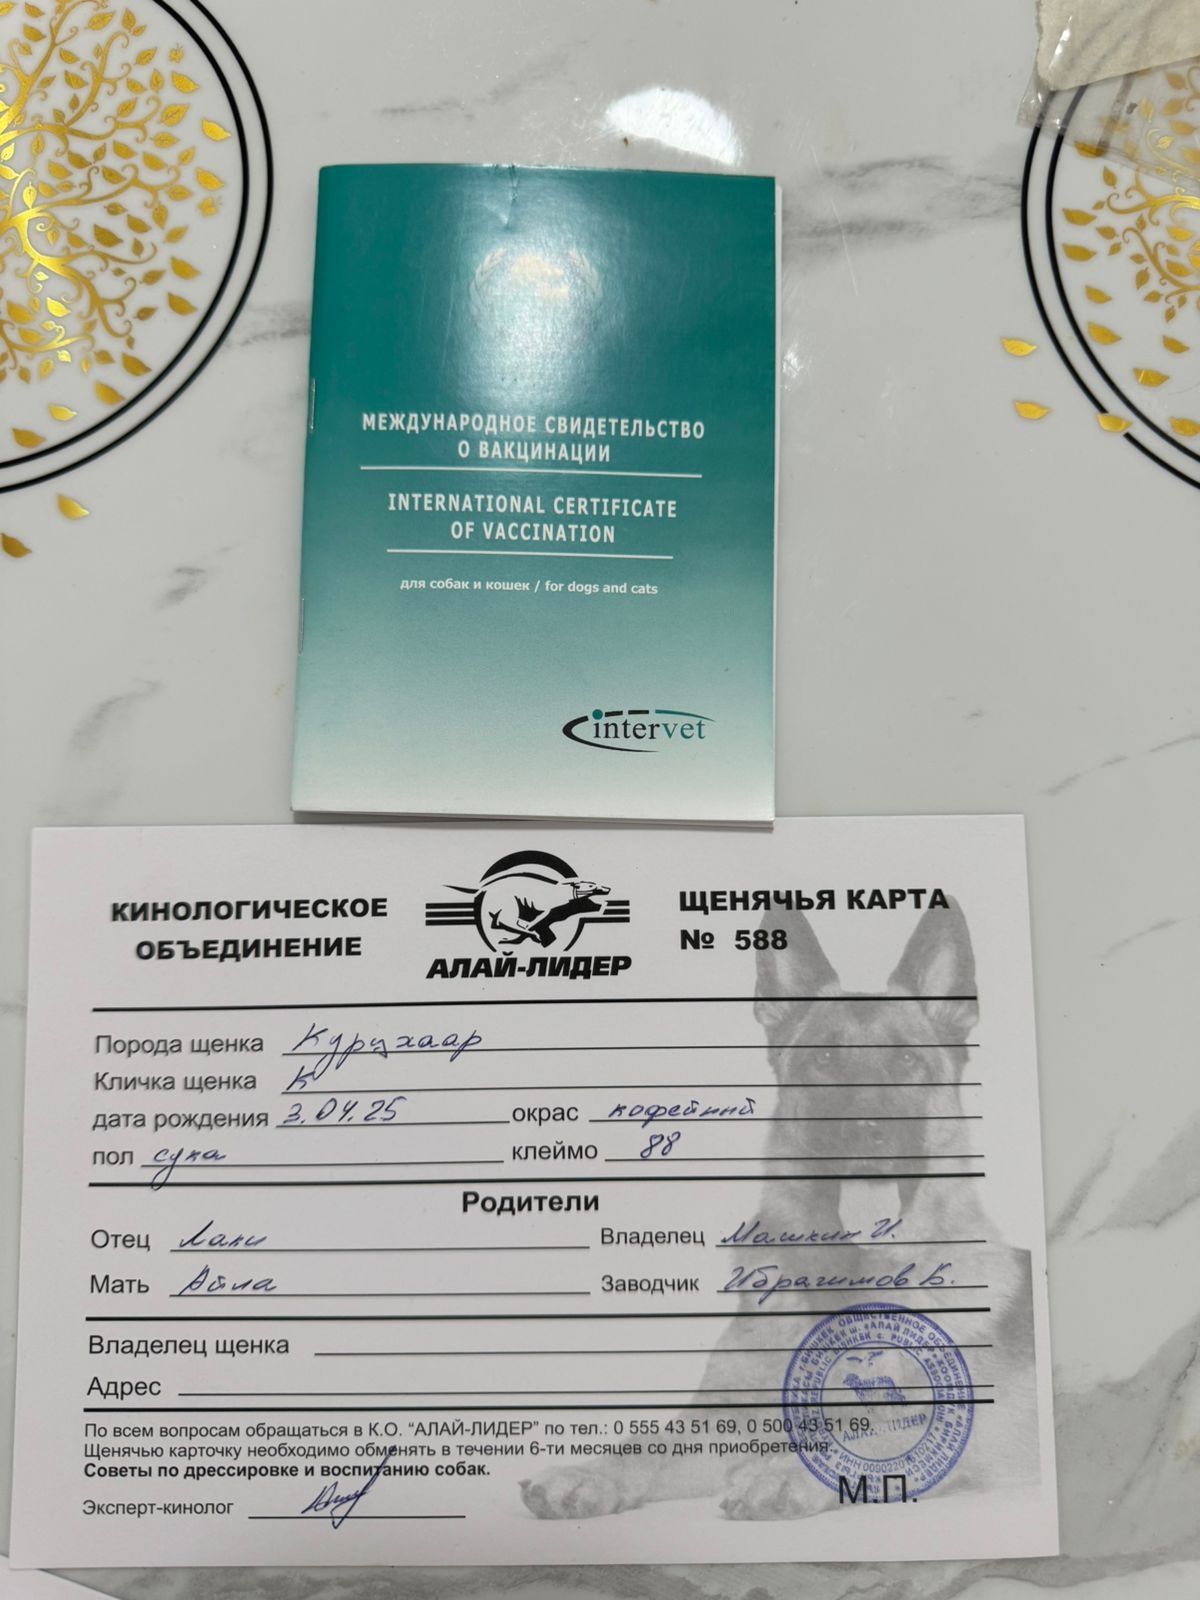 МЕЖДУНАРОДНОЕ СВИДЕТЕЛЬСТВО
О ВАКЦИНАЦИИ
INTERNATIONAL CERTIFICATE
OF VACCINATION
для собак и кошек / for dogs and cats
intervet
КИНОЛОГИЧЕСКОЕ
ОБЪЕДИНЕНИЕ
АЛАЙ-ЛИДЕР
ЩЕНЯЧЬЯ КАРТА
№ 588
Порода щенка Курцхаар
Кличка щенка К
дата рождения 3.04.25 окрас кофейный
пол сука клеймо 88
Родители
Отец Лаки Владелец Машкин И.
Мать Айла Заводчик Ибрагимов Б.
Владелец щенка
Адрес
По всем вопросам обращаться в К.О. “АЛАЙ-ЛИДЕР” по тел.: 0 555 43 51 69, 0 500 43 51 69.
Щенячью карточку необходимо обменять в течении 6-ти месяцев со дня приобретения.
Советы по дрессировке и воспитанию собак.
Эксперт-кинолог
М.П.